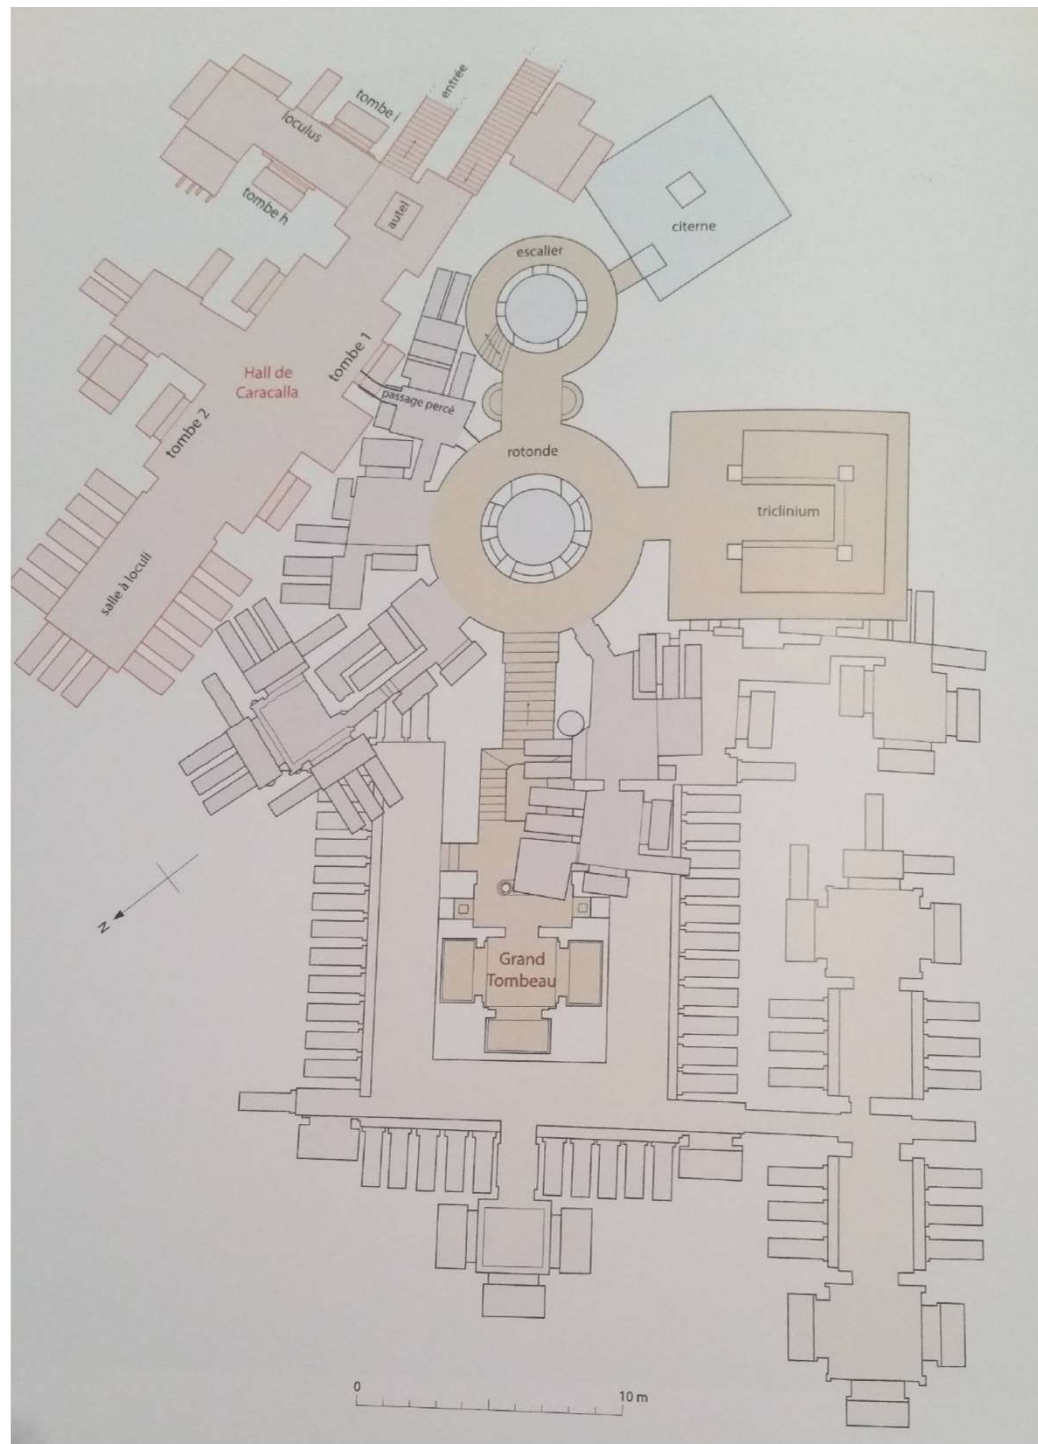 entrée
tombe i
loculus
tombe h
autel
citerne
escalier
tombe 1
Hall de
Caracalla
passage percé
tombe 2
rotonde
triclinium
salle à loculi
N
Grand
Tombeau
0
10 m